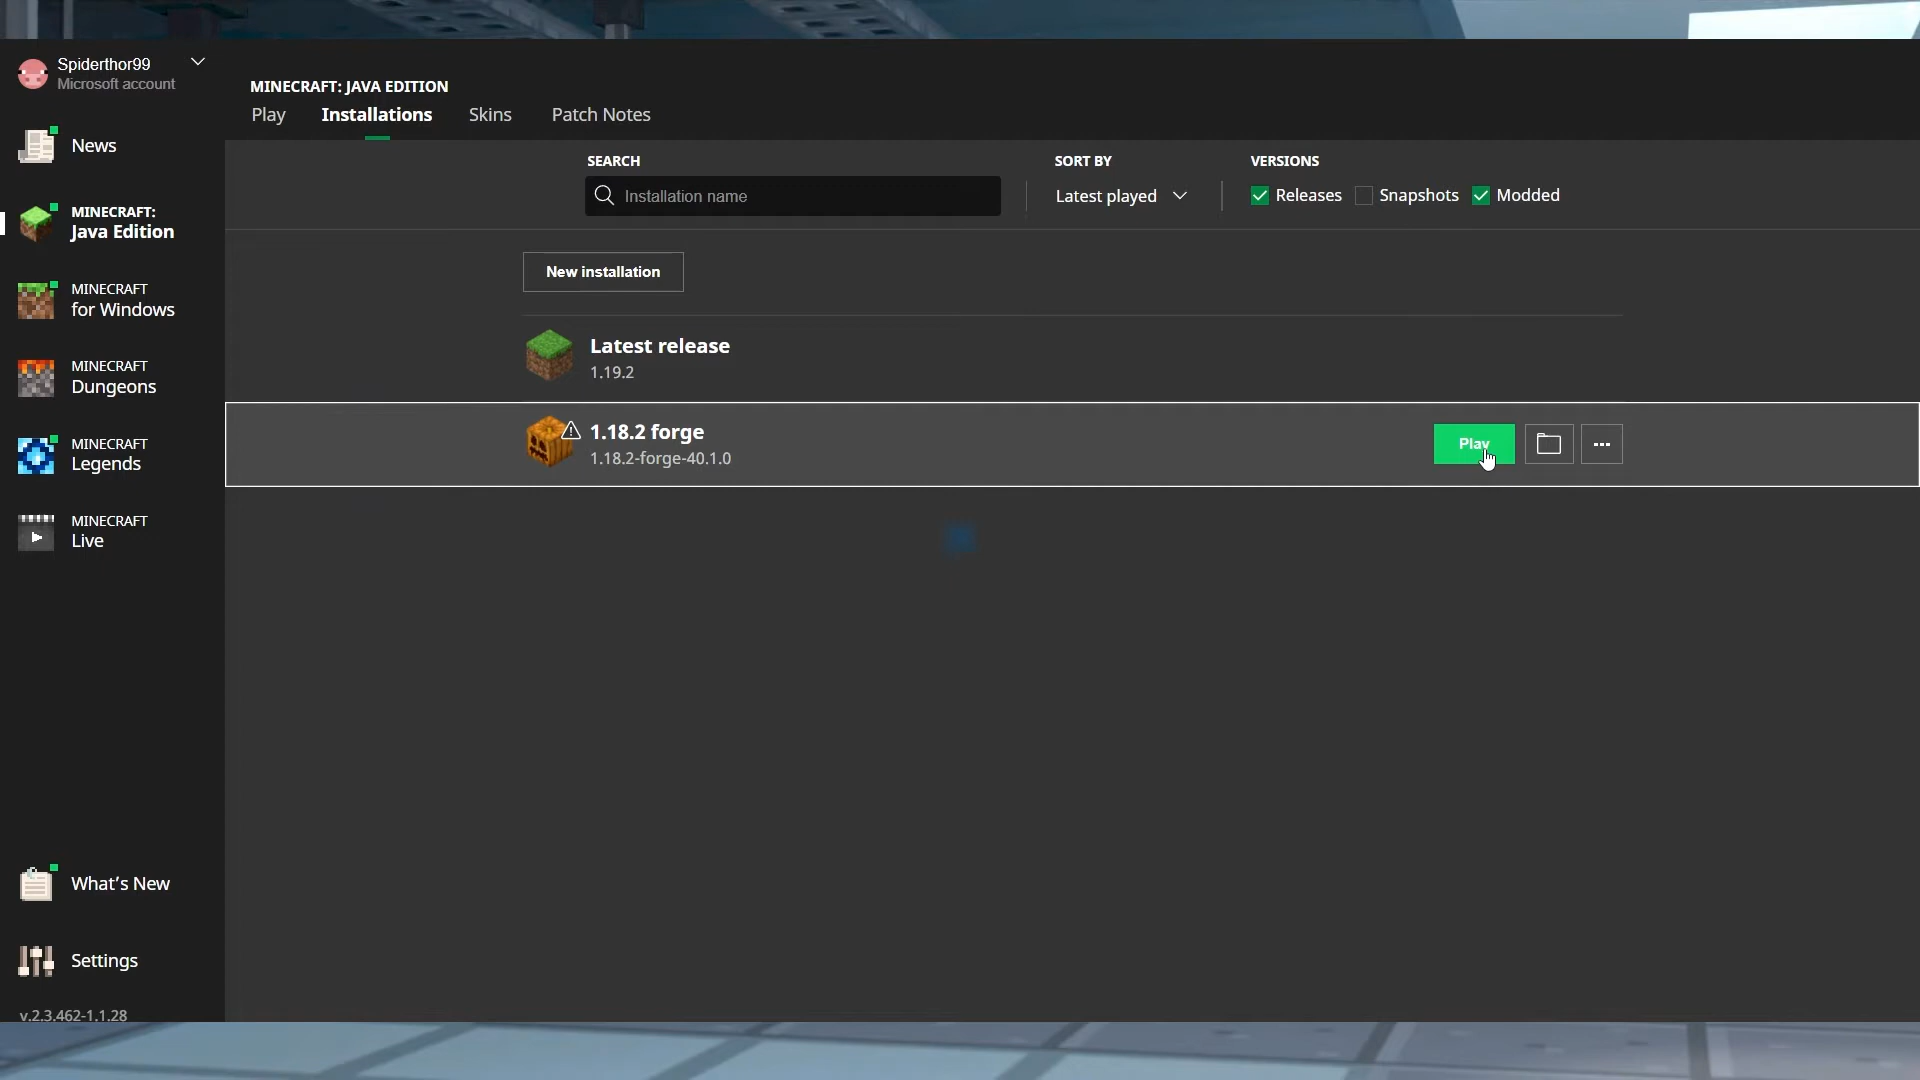 Spiderthor99
Microsoft account
News
MINECRAFT:
Java Edition
MINECRAFT
for Windows
MINECRAFT
Dungeons
MINECRAFT
Legends
MINECRAFT
Live
What's New
Settings
v.2.3.462-1.1.28
MINECRAFT: JAVA EDITION
Play Installations Skins Patch Notes
SEARCH SORT BY VERSIONS
Installation name Latest played Releases Snapshots Modded
New installation
Latest release
1.19.2
1.18.2 forge
1.18.2-forge-40.1.0
Play